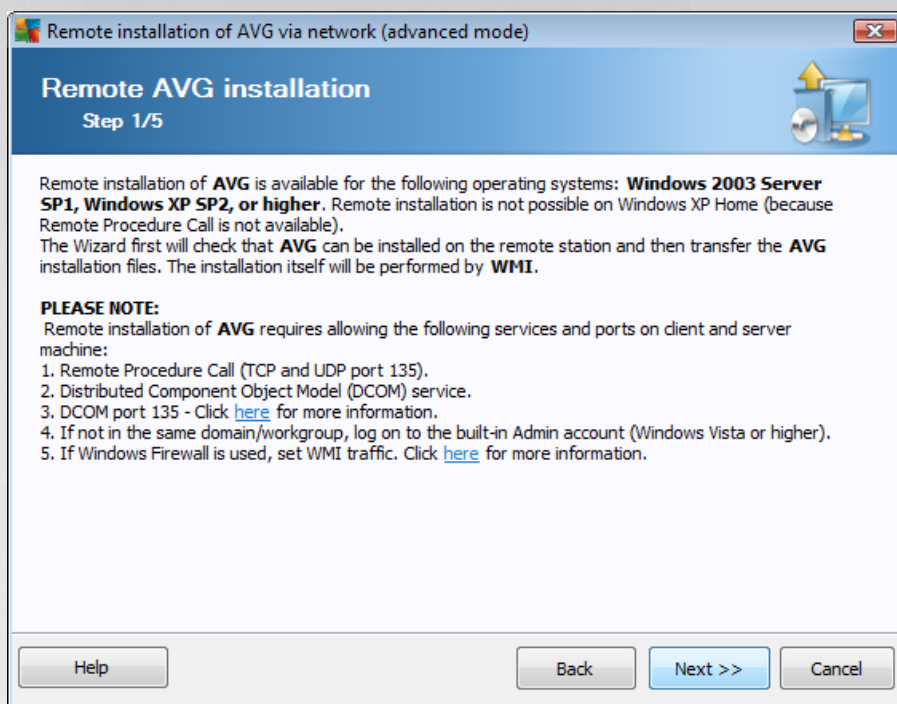 Remote installation of AVG via network (advanced mode)
Remote AVG installation
Step 1/5
Remote installation of AVG is available for the following operating systems: Windows 2003 Server
SP1, Windows XP SP2, or higher. Remote installation is not possible on Windows XP Home (because
Remote Procedure Call is not available).
The Wizard first will check that AVG can be installed on the remote station and then transfer the AVG
installation files. The installation itself will be performed by WMI.
PLEASE NOTE:
Remote installation of AVG requires allowing the following services and ports on client and server
machine:
1. Remote Procedure Call (TCP and UDP port 135).
2. Distributed Component Object Model (DCOM) service.
3. DCOM port 135 - Click here for more information.
4. If not in the same domain/workgroup, log on to the built-in Admin account (Windows Vista or higher).
5. If Windows Firewall is used, set WMI traffic. Click here for more information.
Help
Back
Next >>
Cancel